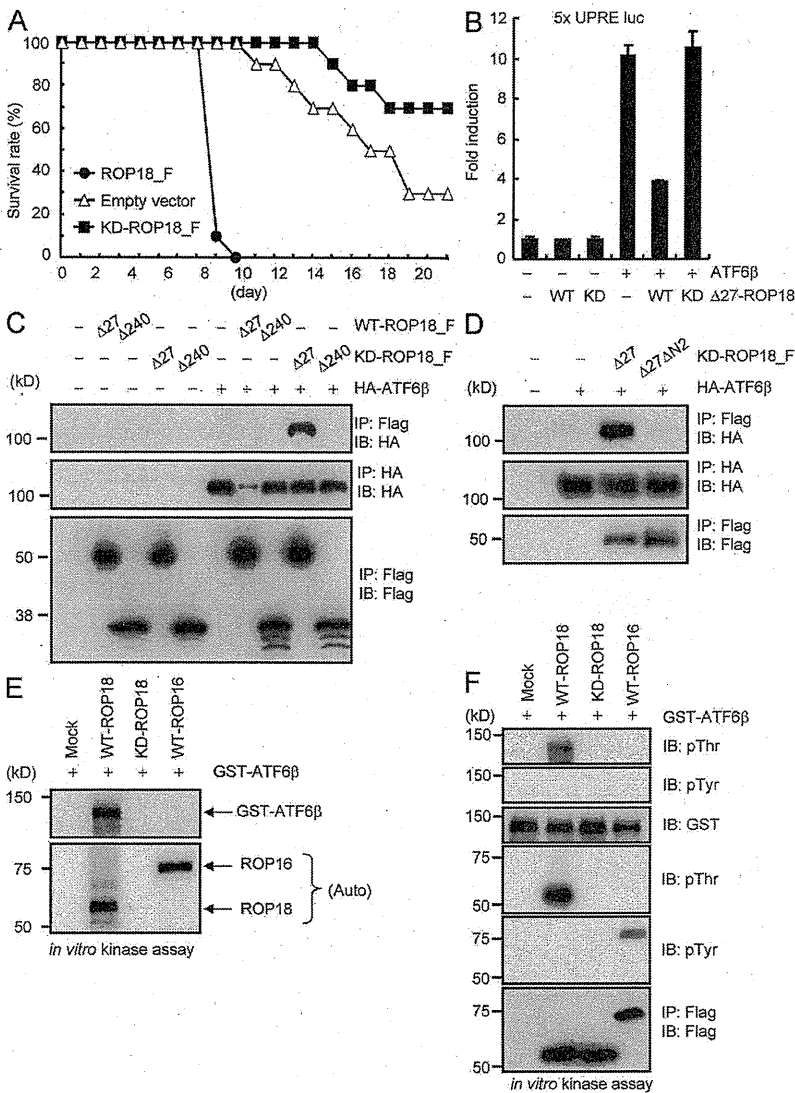 A
Survival rate (%)
100
80
60
40
20
0
ROP18_F
Empty vector
KD-ROP18_F
0 2 4 6 8 10 12 14 16 18 20
(day)
B
5x UPRE luc
Fold induction
12
10
8
6
4
2
0
– – – + + + ATF6β
– WT KD – WT KD Δ27-ROP18
C
– Δ27 Δ240 – – – Δ27 Δ240 – – WT-ROP18_F
– – – Δ27 Δ240 – – – Δ27 Δ240 KD-ROP18_F
– – – – – + + + + + HA-ATF6β
(kD)
100
IP: Flag
IB: HA
100
IP: HA
IB: HA
50
38
IP: Flag
IB: Flag
D
– – Δ27 Δ27ΔN2 KD-ROP18_F
– + + + HA-ATF6β
(kD)
100
IP: Flag
IB: HA
100
IP: HA
IB: HA
50
IP: Flag
IB: Flag
E
Mock WT-ROP18 KD-ROP18 WT-ROP16
(kD) + + + + GST-ATF6β
150
GST-ATF6β
75
50
ROP16
ROP18
(Auto)
in vitro kinase assay
F
Mock WT-ROP18 KD-ROP18 WT-ROP16
(kD) + + + + GST-ATF6β
150 IB: pThr
IB: pTyr
150 IB: GST
75
50
IB: pThr
75
50
IB: pTyr
75
50
IP: Flag
IB: Flag
in vitro kinase assay